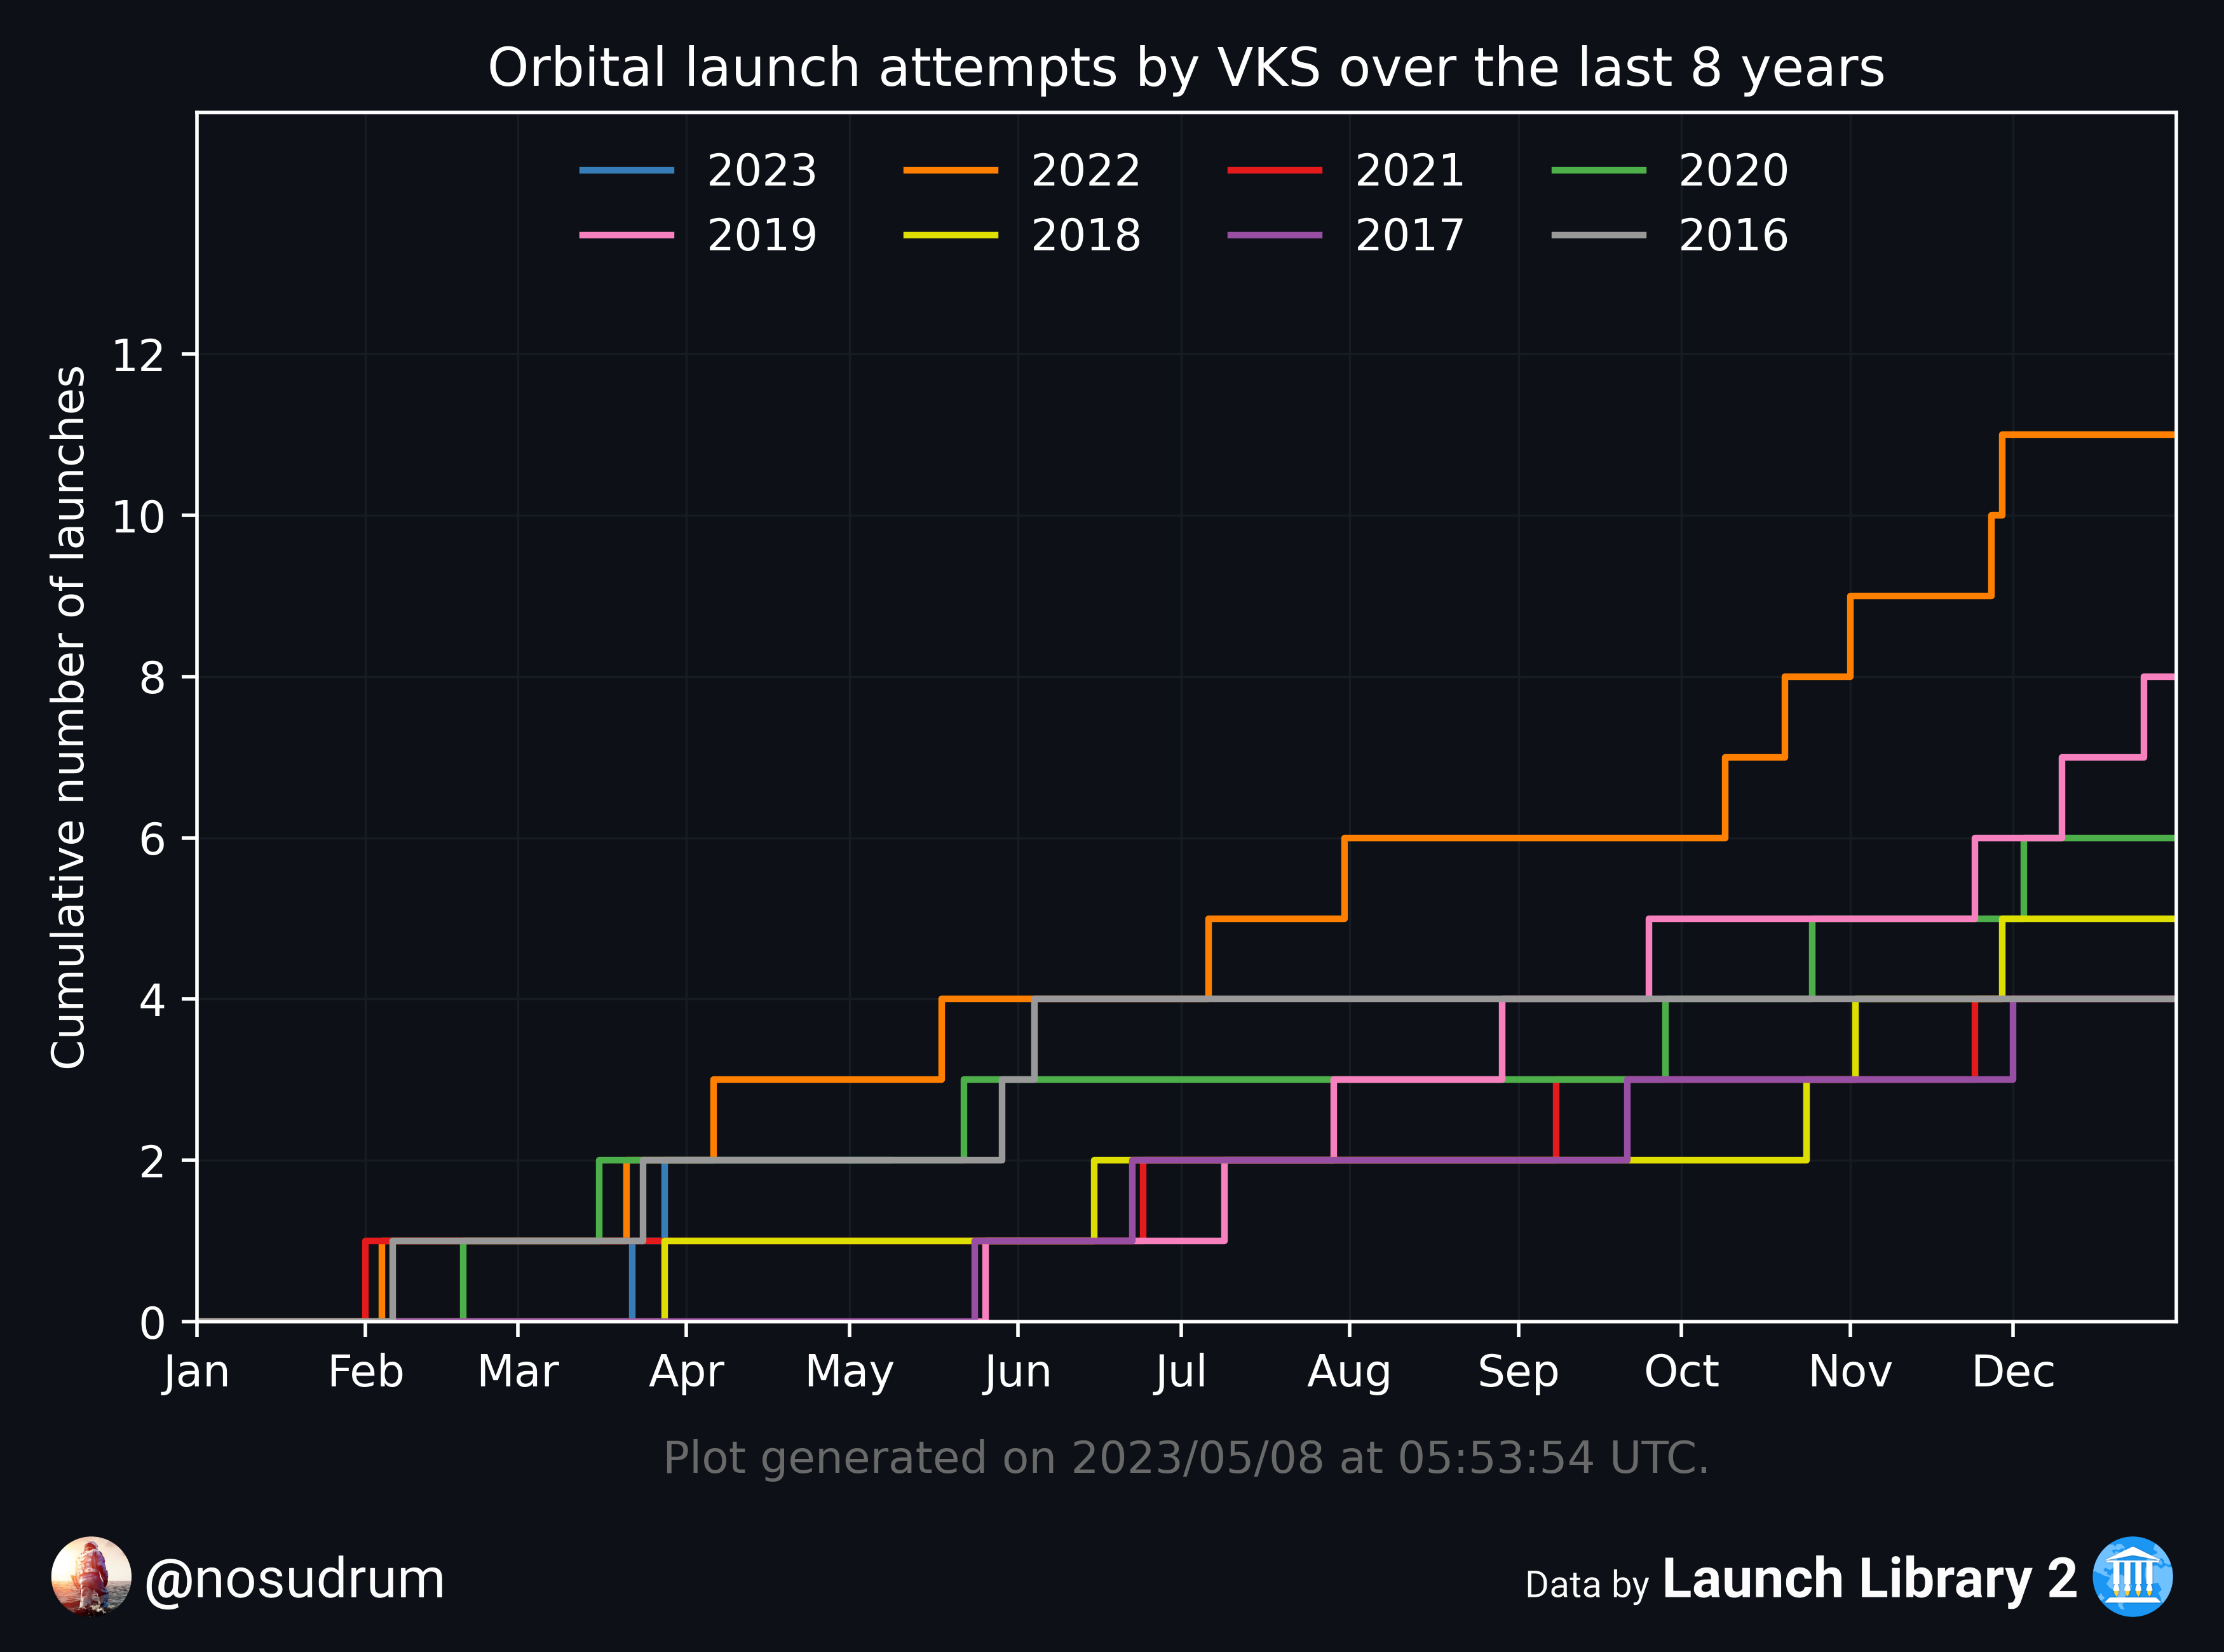 Orbital launch attempts by VKS over the last 8 years
2023 2022 2021 2020
2019 2018 2017 2016
Cumulative number of launches
12
10
8
6
4
2
0
Jan Feb Mar Apr May Jun Jul Aug Sep Oct Nov Dec
Plot generated on 2023/05/08 at 05:53:54 UTC.
@nosudrum
Data by Launch Library 2